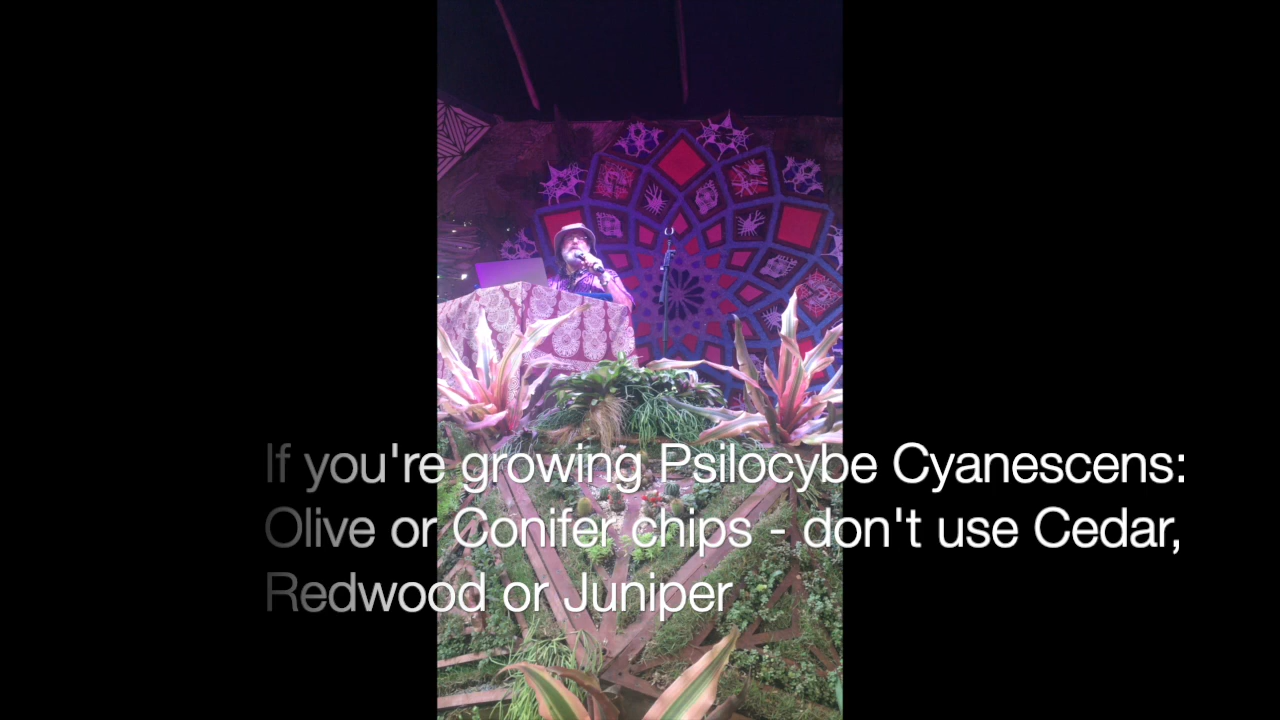 If you're growing Psilocybe Cyanescens:
Olive or Conifer chips - don't use Cedar,
Redwood or Juniper